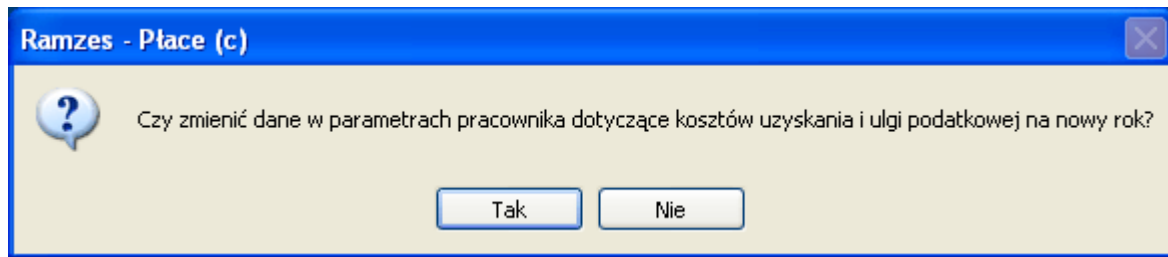 Ramzes - Płace (c)
Czy zmienić dane w parametrach pracownika dotyczące kosztów uzyskania i ulgi podatkowej na nowy rok?
Tak
Nie